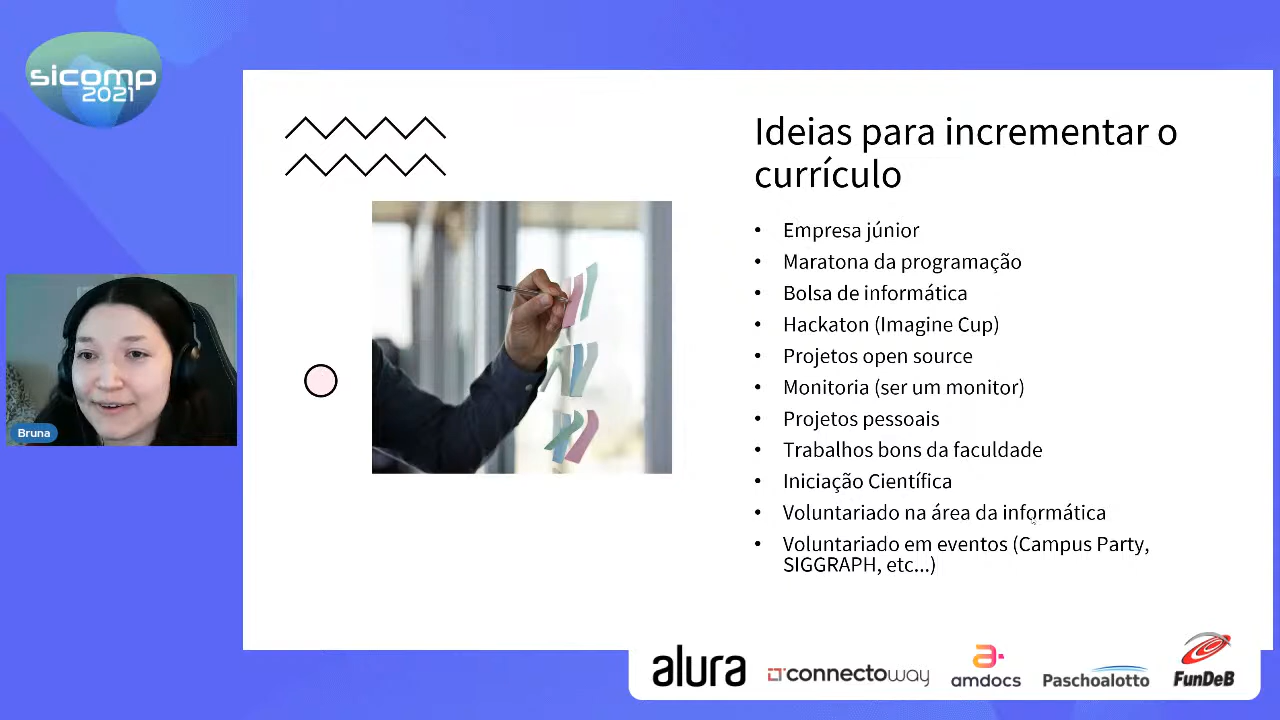 sicomp
2021
Ideias para incrementar o
currículo
• Empresa júnior
• Maratona da programação
• Bolsa de informática
• Hackaton (Imagine Cup)
• Projetos open source
• Monitoria (ser um monitor)
• Projetos pessoais
• Trabalhos bons da faculdade
• Iniciação Científica
• Voluntariado na área da informática
• Voluntariado em eventos (Campus Party,
SIGGRAPH, etc...)
Bruna
alura
connectoway
amdocs
Paschoalotto
FunDeB